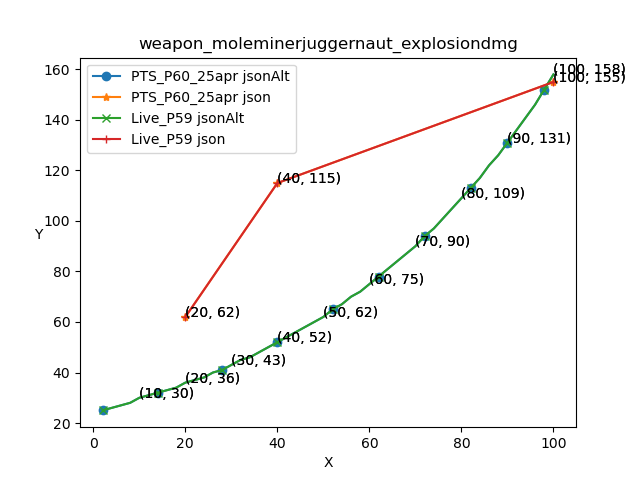 weapon_moleminerjuggernaut_explosiondmg
PTS_P60_25apr jsonAlt
PTS_P60_25apr json
Live_P59 jsonAlt
Live_P59 json
(100, 158)
(100, 155)
(90, 131)
(40, 115)
(80, 109)
(70, 90)
(60, 75)
(20, 62)
(50, 62)
(40, 52)
(30, 43)
(20, 36)
(10, 30)
160
140
120
100
80
60
40
20
Y
0 20 40 60 80 100
X